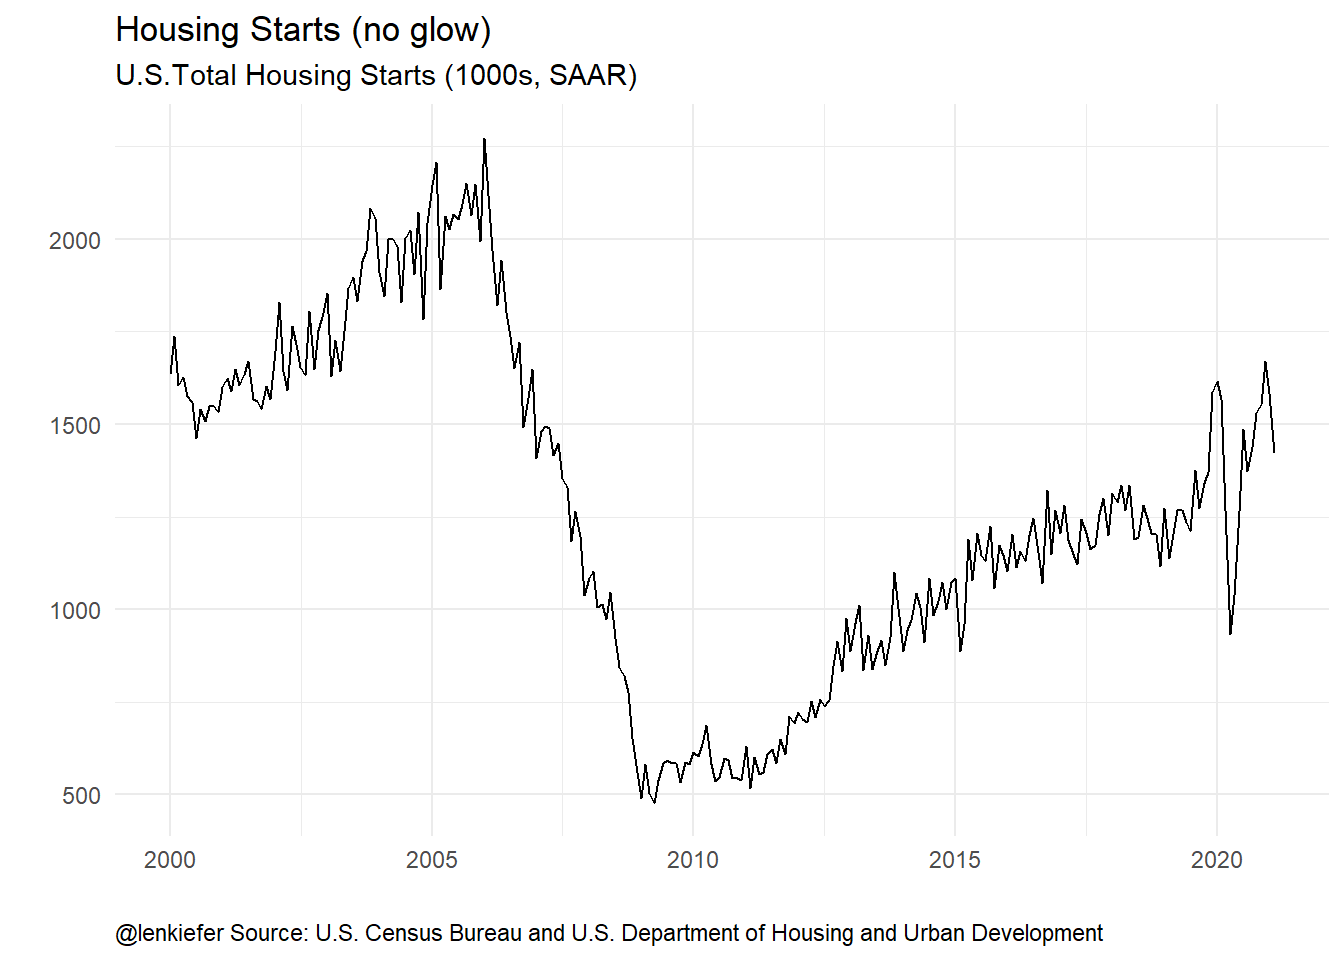 Housing Starts (no glow)
U.S.Total Housing Starts (1000s, SAAR)
2000
1500
1000
500
2000 2005 2010 2015 2020
@lenkiefer Source: U.S. Census Bureau and U.S. Department of Housing and Urban Development